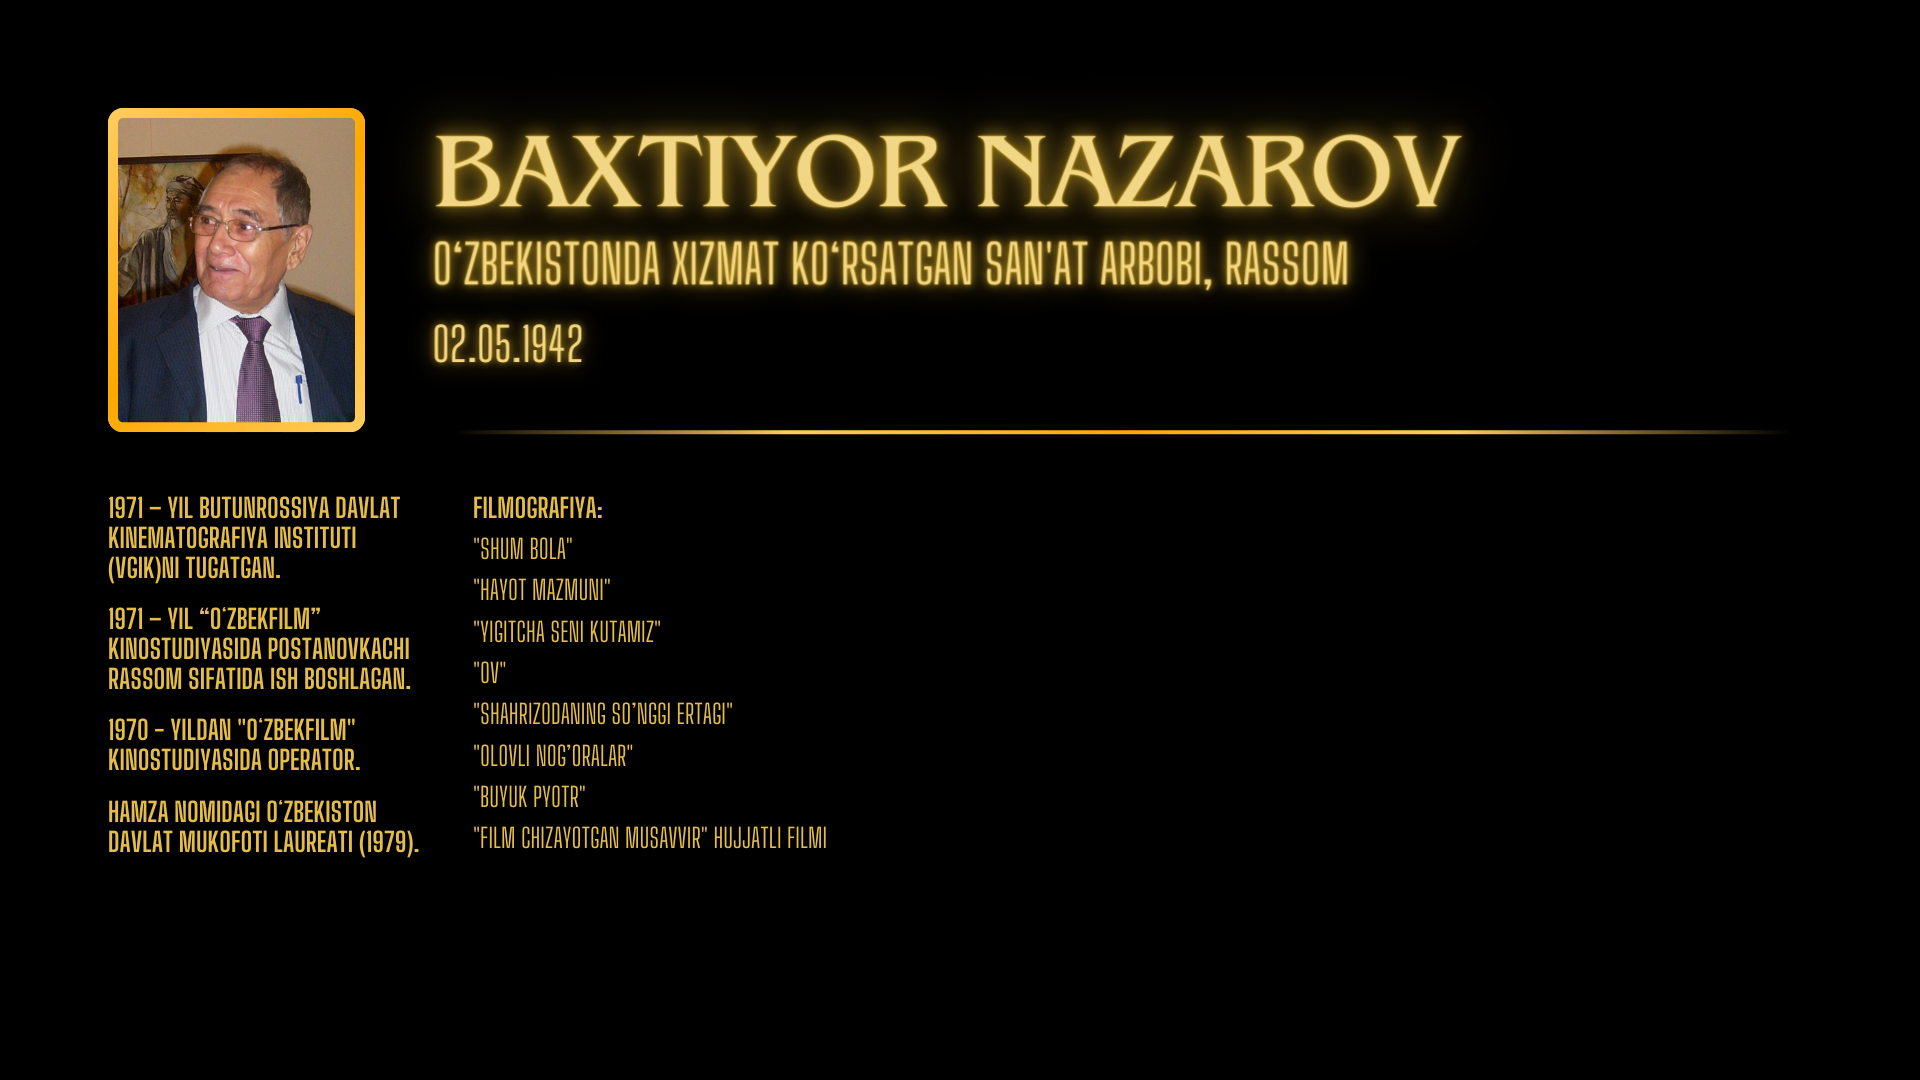 BAXTIYOR NAZAROV
O‘ZBEKISTONDA XIZMAT KO‘RSATGAN SAN'AT ARBOBI, RASSOM
02.05.1942
1971 – YIL BUTUNROSSIYA DAVLAT
KINEMATOGRAFIYA INSTITUTI
(VGIK)NI TUGATGAN.
1971 – YIL “O‘ZBEKFILM”
KINOSTUDIYASIDA POSTANOVKACHI
RASSOM SIFATIDA ISH BOSHLAGAN.
1970 - YILDAN "O‘ZBEKFILM"
KINOSTUDIYASIDA OPERATOR.
HAMZA NOMIDAGI O‘ZBEKISTON
DAVLAT MUKOFOTI LAUREATI (1979).
FILMOGRAFIYA:
"SHUM BOLA"
"HAYOT MAZMUNI"
"YIGITCHA SENI KUTAMIZ"
"OV"
"SHAHRIZODANING SO’NGGI ERTAGI"
"OLOVLI NOG’ORALAR"
"BUYUK PYOTR"
"FILM CHIZAYOTGAN MUSAVVIR" HUJJATLI FILMI